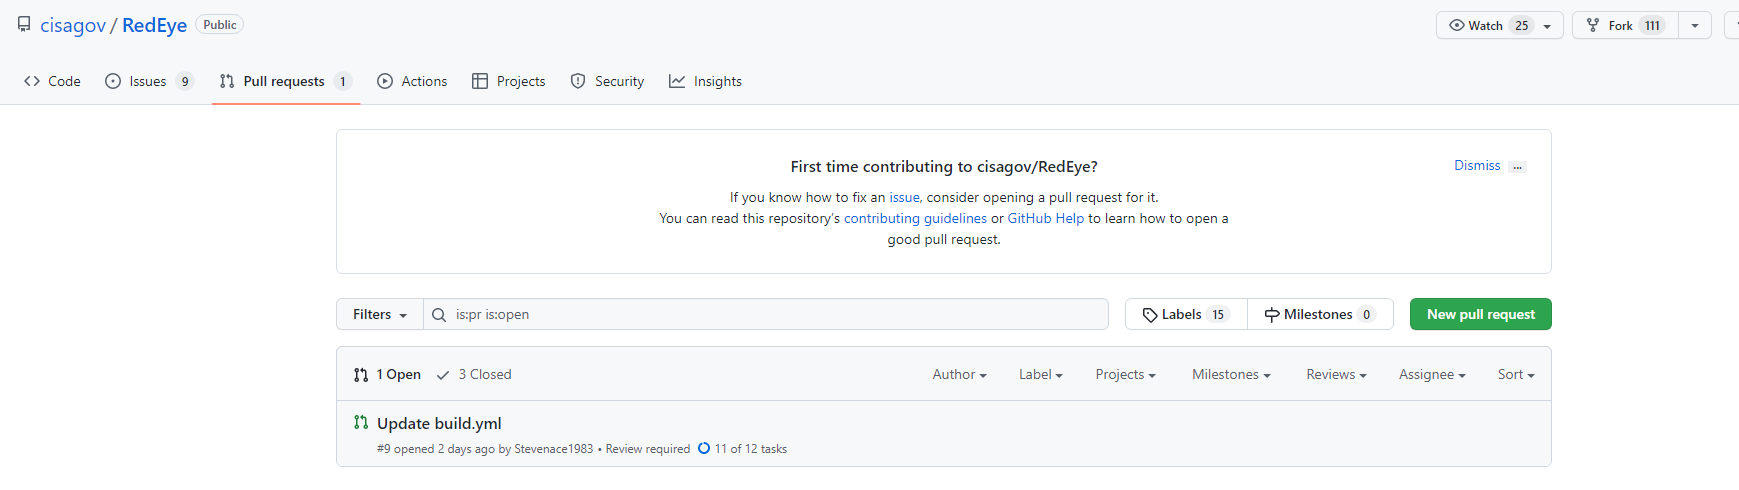 cisagov / RedEye Public
Watch 25
Fork 111
Code
Issues 9
Pull requests 1
Actions
Projects
Security
Insights
First time contributing to cisagov/RedEye?
Dismiss ...
If you know how to fix an issue, consider opening a pull request for it.
You can read this repository's contributing guidelines or GitHub Help to learn how to open a
good pull request.
Filters
is:pr is:open
Labels 15
Milestones 0
New pull request
1 Open
3 Closed
Author
Label
Projects
Milestones
Reviews
Assignee
Sort
Update build.yml
#9 opened 2 days ago by Stevenace1983 • Review required 11 of 12 tasks